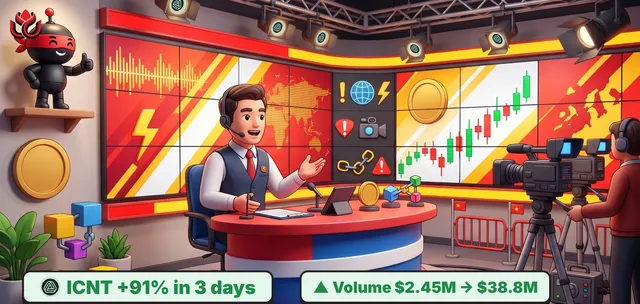 ICNT +91% in 3 days
▲ Volume $2.45M → $38.8M